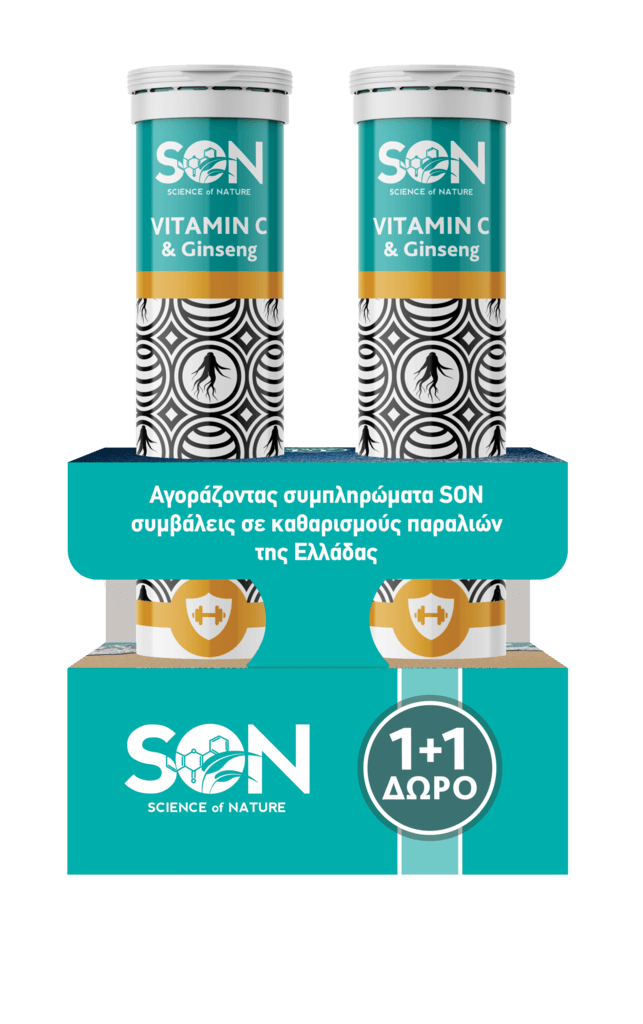 SON
SCIENCE of NATURE
VITAMIN C
& Ginseng
SON
SCIENCE of NATURE
VITAMIN C
& Ginseng
Αγοράζοντας συμπληρώματα SON
συμβάλεις σε καθαρισμούς παραλιών
της Ελλάδας
SON
SCIENCE of NATURE
1+1
ΔΩΡΟ